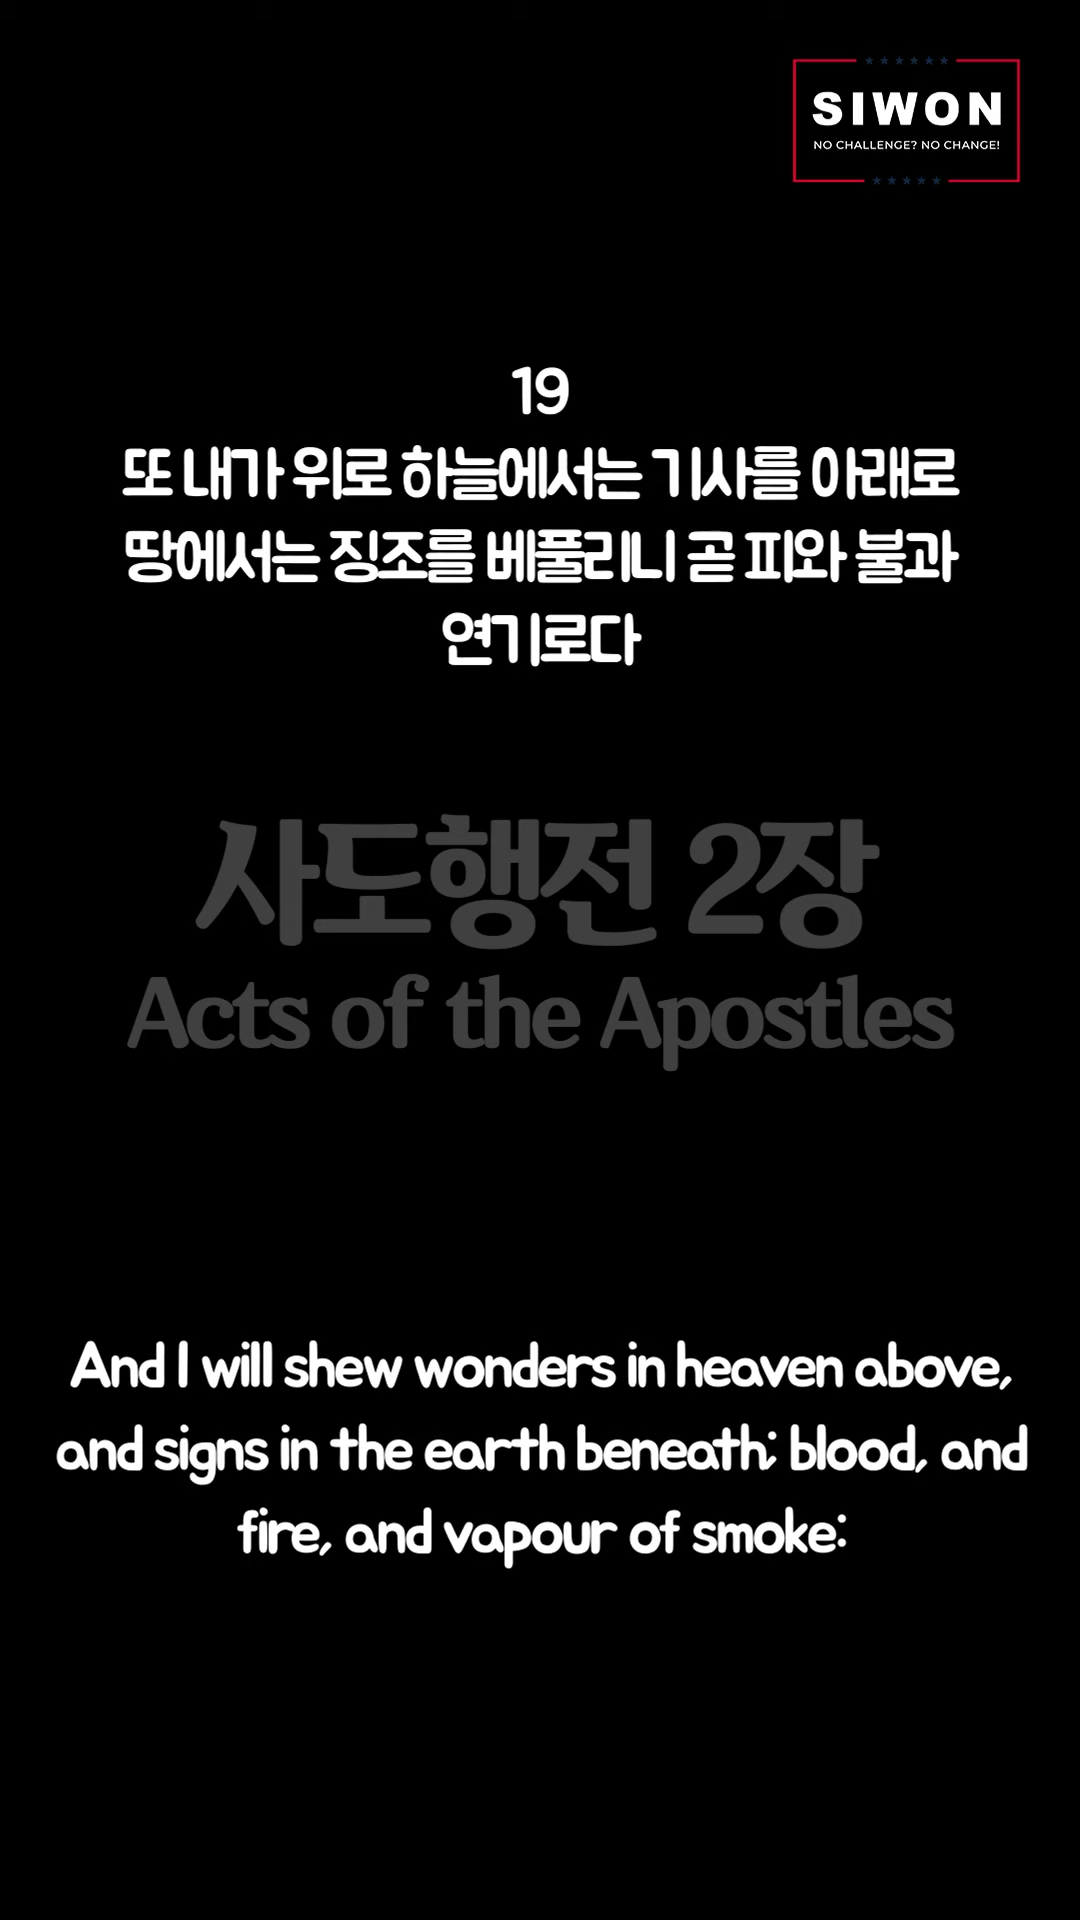 SIWON
NO CHALLENGE? NO CHANGE!
19
또 내가 위로 하늘에서는 기사를 아래로
땅에서는 징조를 베풀리니 곧 피와 불과
연기로다
사도행전 2장
Acts of the Apostles
And I will shew wonders in heaven above,
and signs in the earth beneath; blood, and
fire, and vapour of smoke: